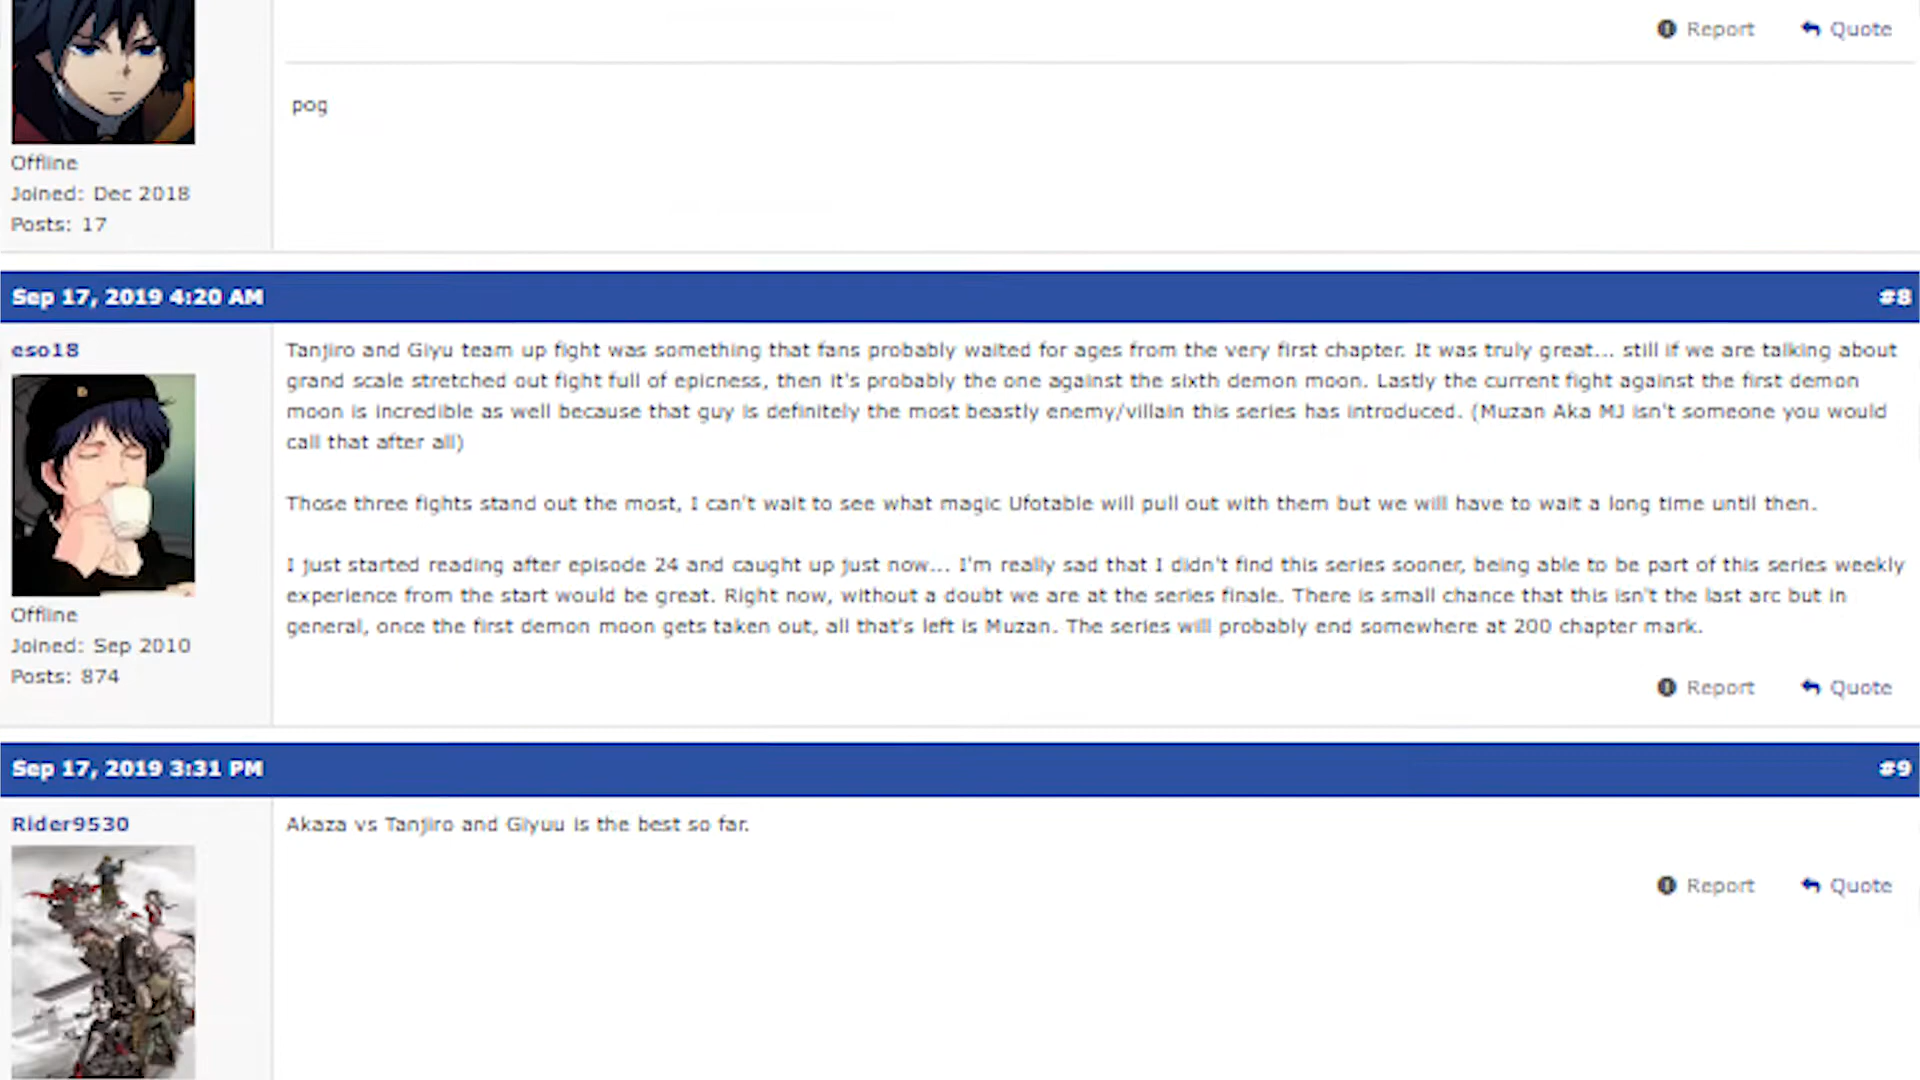 Report Quote
pog
Offline
Joined: Dec 2018
Posts: 17
Sep 17, 2019 4:20 AM #8
eso18
Tanjiro and Giyu team up fight was something that fans probably waited for ages from the very first chapter. It was truly great... still if we are talking about
grand scale stretched out fight full of epicness, then it's probably the one against the sixth demon moon. Lastly the current fight against the first demon
moon is incredible as well because that guy is definitely the most beastly enemy/villain this series has introduced. (Muzan Aka MJ isn't someone you would
call that after all)
Those three fights stand out the most, I can't wait to see what magic Ufotable will pull out with them but we will have to wait a long time until then.
I just started reading after episode 24 and caught up just now... I'm really sad that I didn't find this series sooner, being able to be part of this series weekly
experience from the start would be great. Right now, without a doubt we are at the series finale. There is small chance that this isn't the last arc but in
general, once the first demon moon gets taken out, all that's left is Muzan. The series will probably end somewhere at 200 chapter mark.
Offline
Joined: Sep 2010
Posts: 874
Report Quote
Sep 17, 2019 3:31 PM #9
Rider9530
Akaza vs Tanjiro and Giyuu is the best so far.
Report Quote